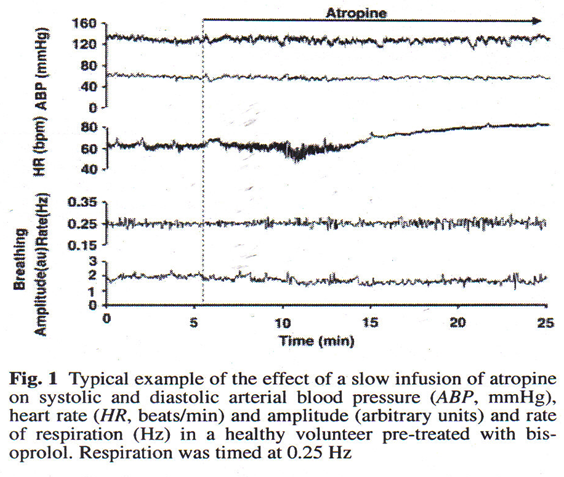 Atropine
160
120
80
40
0
ABP (mmHg)
80
60
40
HR (bpm)
0.35
0.25
0.15
3
2
1
0
Breathing
Amplitude(au)Rate(Hz)
0 5 10 15 20 25
Time (min)
Fig. 1 Typical example of the effect of a slow infusion of atropine
on systolic and diastolic arterial blood pressure (ABP, mmHg),
heart rate (HR, beats/min) and amplitude (arbitrary units) and rate
of respiration (Hz) in a healthy volunteer pre-treated with bis-
oprolol. Respiration was timed at 0.25 Hz